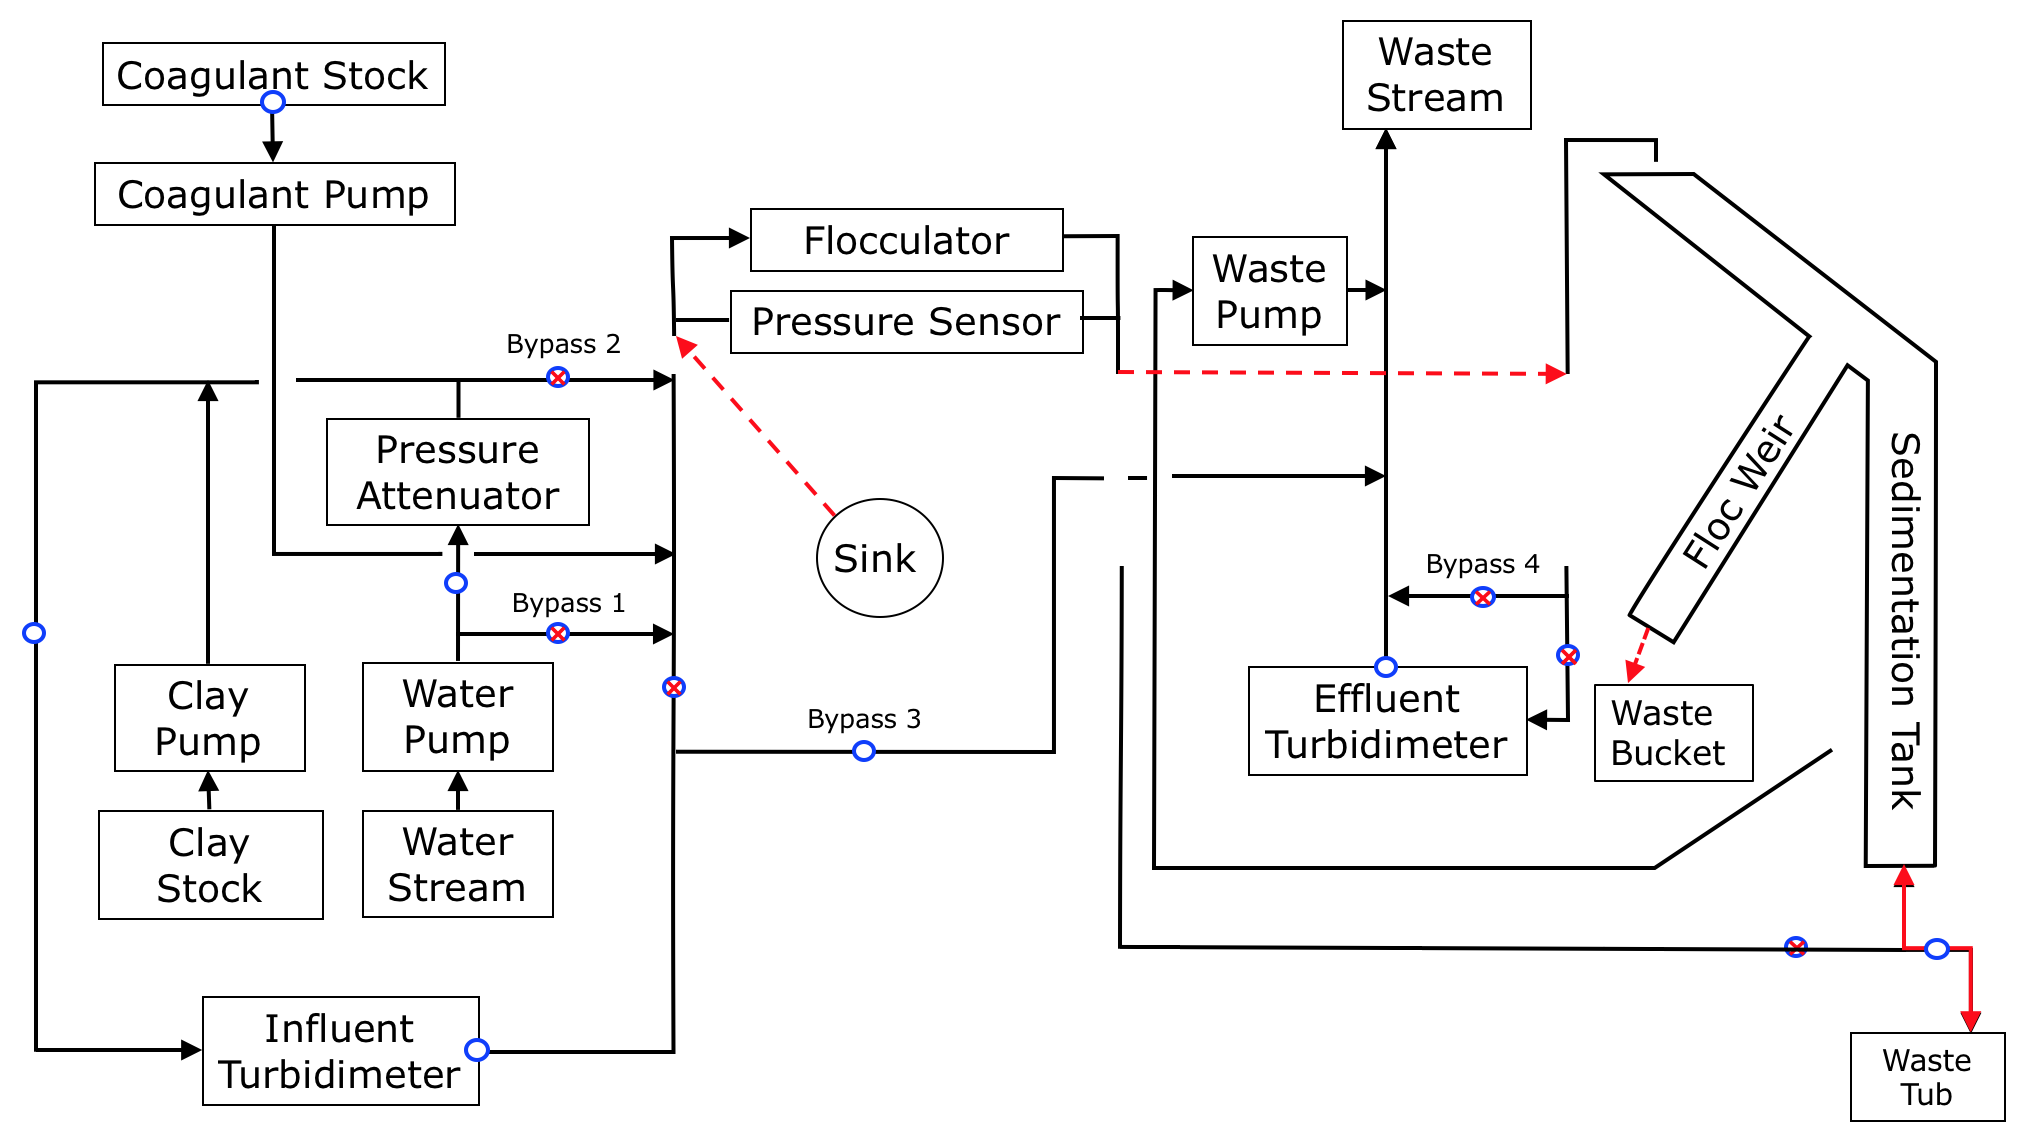 Coagulant Stock
Coagulant Pump
Waste
Stream
Flocculator
Pressure Sensor
Waste
Pump
Bypass 2
Pressure
Attenuator
Sink
Bypass 1
Bypass 4
Floc Weir
Sedimentation Tank
Clay
Pump
Water
Pump
Bypass 3
Effluent
Turbidimeter
Waste
Bucket
Clay
Stock
Water
Stream
Influent
Turbidimeter
Waste
Tub